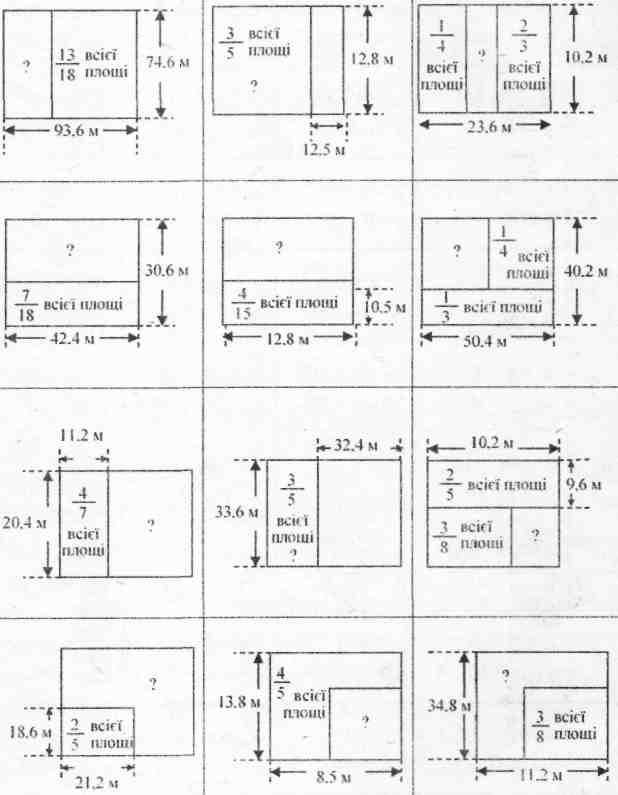 ? 13/18 всієї площі 74.6 м
93,6 м
3/5 всієї площі
? 12,8 м
12,5 м
1/4 всієї площі ? 2/3 всієї площі 10,2 м
23,6 м
? 30,6 м
7/18 всієї площі
42.4 м
?
4/15 всієї площі 10,5 м
12,8 м
? 1/4 всієї площі 40,2 м
1/3 всієї площі
50,4 м
11,2 м
20,4 м 4/7 всієї площі ?
32,4 м
33,6 м 3/5 всієї площі ?
10,2 м
2/5 всієї площі 9,6 м
3/8 всієї площі ?
?
18,6 м 2/5 всієї площі
21,2 м
13,8 м 4/5 всієї площі ?
8,5 м
34,8 м ? 3/8 всієї площі
11,2 м